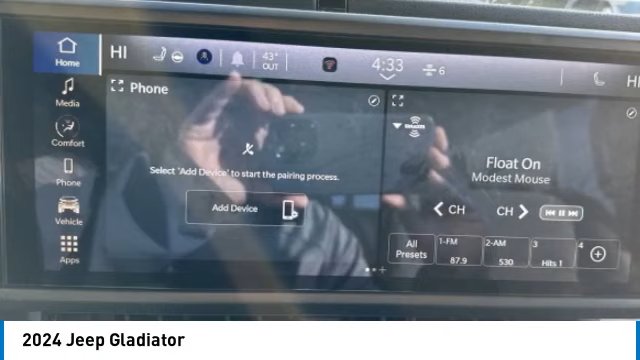 HI
43°
OUT
4:33
6
HI
Home
Media
Comfort
Phone
Vehicle
Apps
Phone
Select "Add Device" to start the pairing process.
Add Device
Float On
Modest Mouse
CH
CH
All
Presets
1-FM
87.9
2-AM
530
3
Hits 1
4
2024 Jeep Gladiator